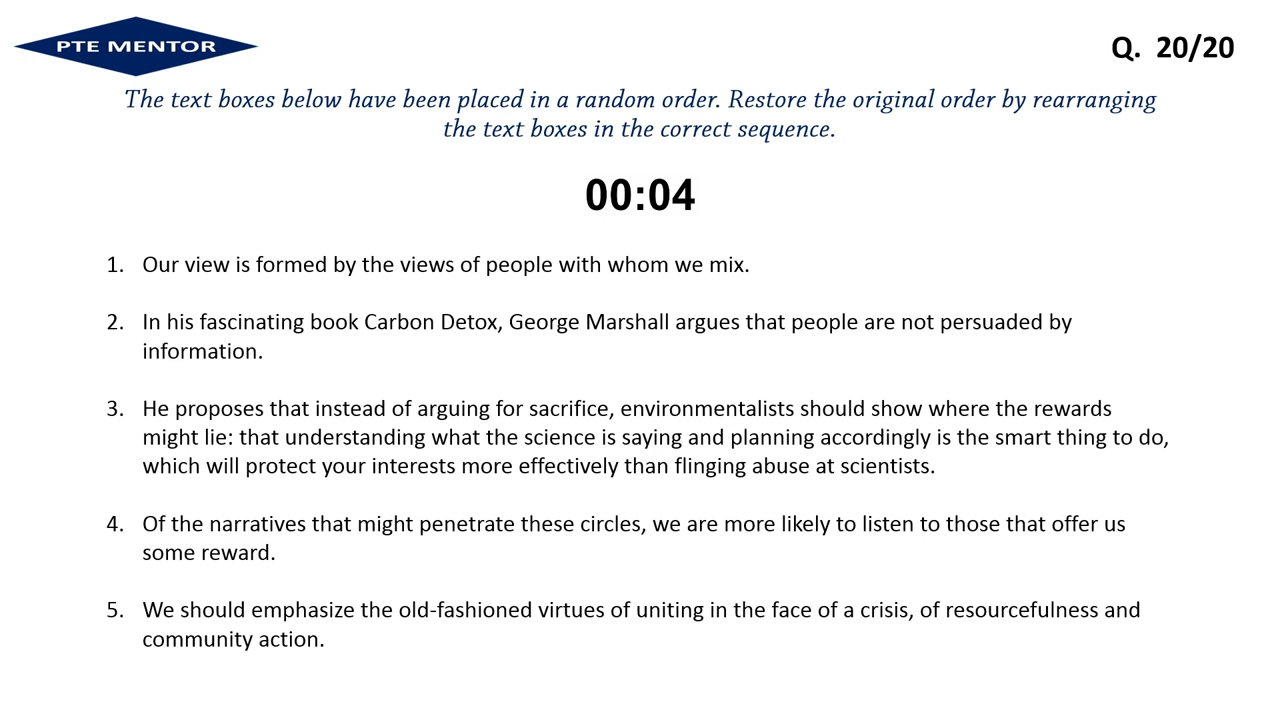 PTE MENTOR
Q. 20/20
The text boxes below have been placed in a random order. Restore the original order by rearranging
the text boxes in the correct sequence.
00:04
1. Our view is formed by the views of people with whom we mix.
2. In his fascinating book Carbon Detox, George Marshall argues that people are not persuaded by
information.
3. He proposes that instead of arguing for sacrifice, environmentalists should show where the rewards
might lie: that understanding what the science is saying and planning accordingly is the smart thing to do,
which will protect your interests more effectively than flinging abuse at scientists.
4. Of the narratives that might penetrate these circles, we are more likely to listen to those that offer us
some reward.
5. We should emphasize the old-fashioned virtues of uniting in the face of a crisis, of resourcefulness and
community action.